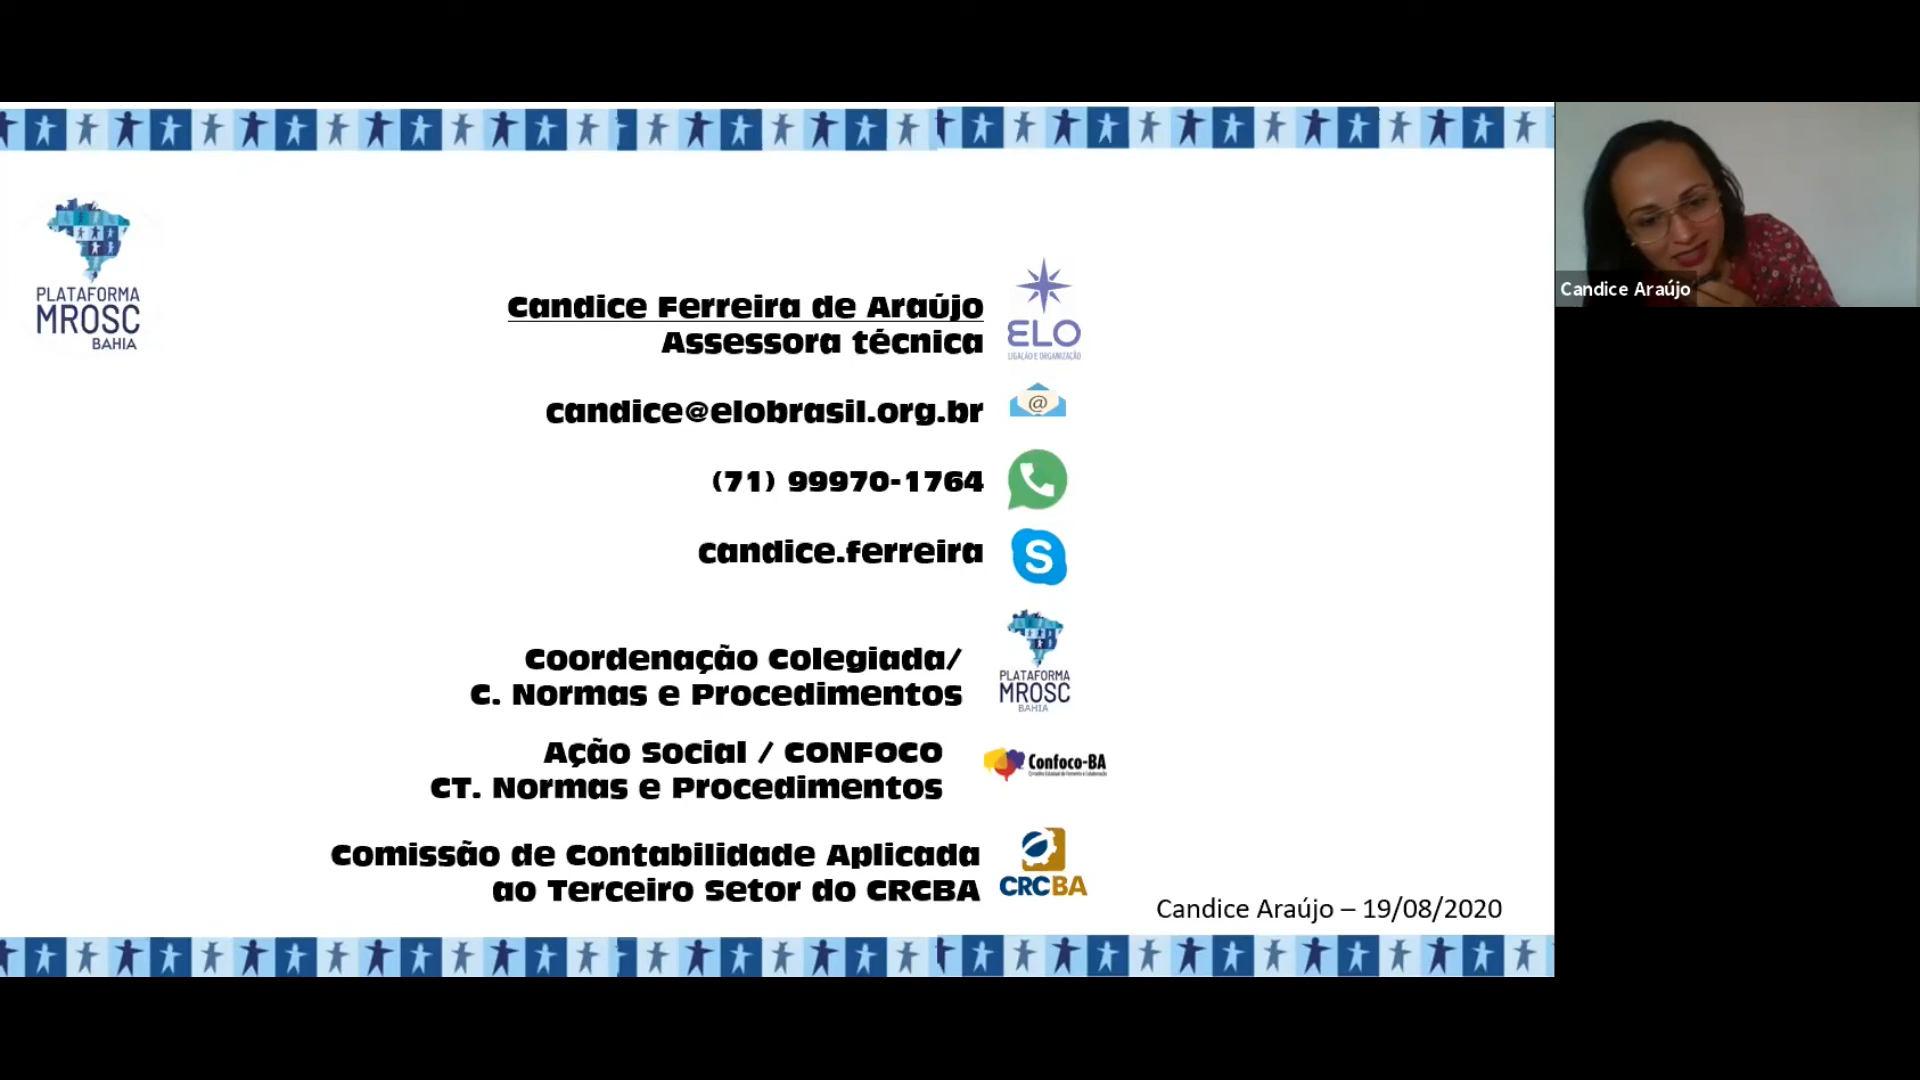 PLATAFORMA
MROSC
BAHIA
Candice Ferreira de Araújo
Assessora técnica
ELO
LIGAÇÃO E ORGANIZAÇÃO
candice@elobrasil.org.br
@
(71) 99970-1764
candice.ferreira
S
Coordenação Colegiada/
C. Normas e Procedimentos
PLATAFORMA
MROSC
BAHIA
Ação Social / CONFOCO
CT. Normas e Procedimentos
Confoco-BA
Comissão de Contabilidade Aplicada
ao Terceiro Setor do CRCBA
CRCBA
Candice Araújo – 19/08/2020
Candice Araújo